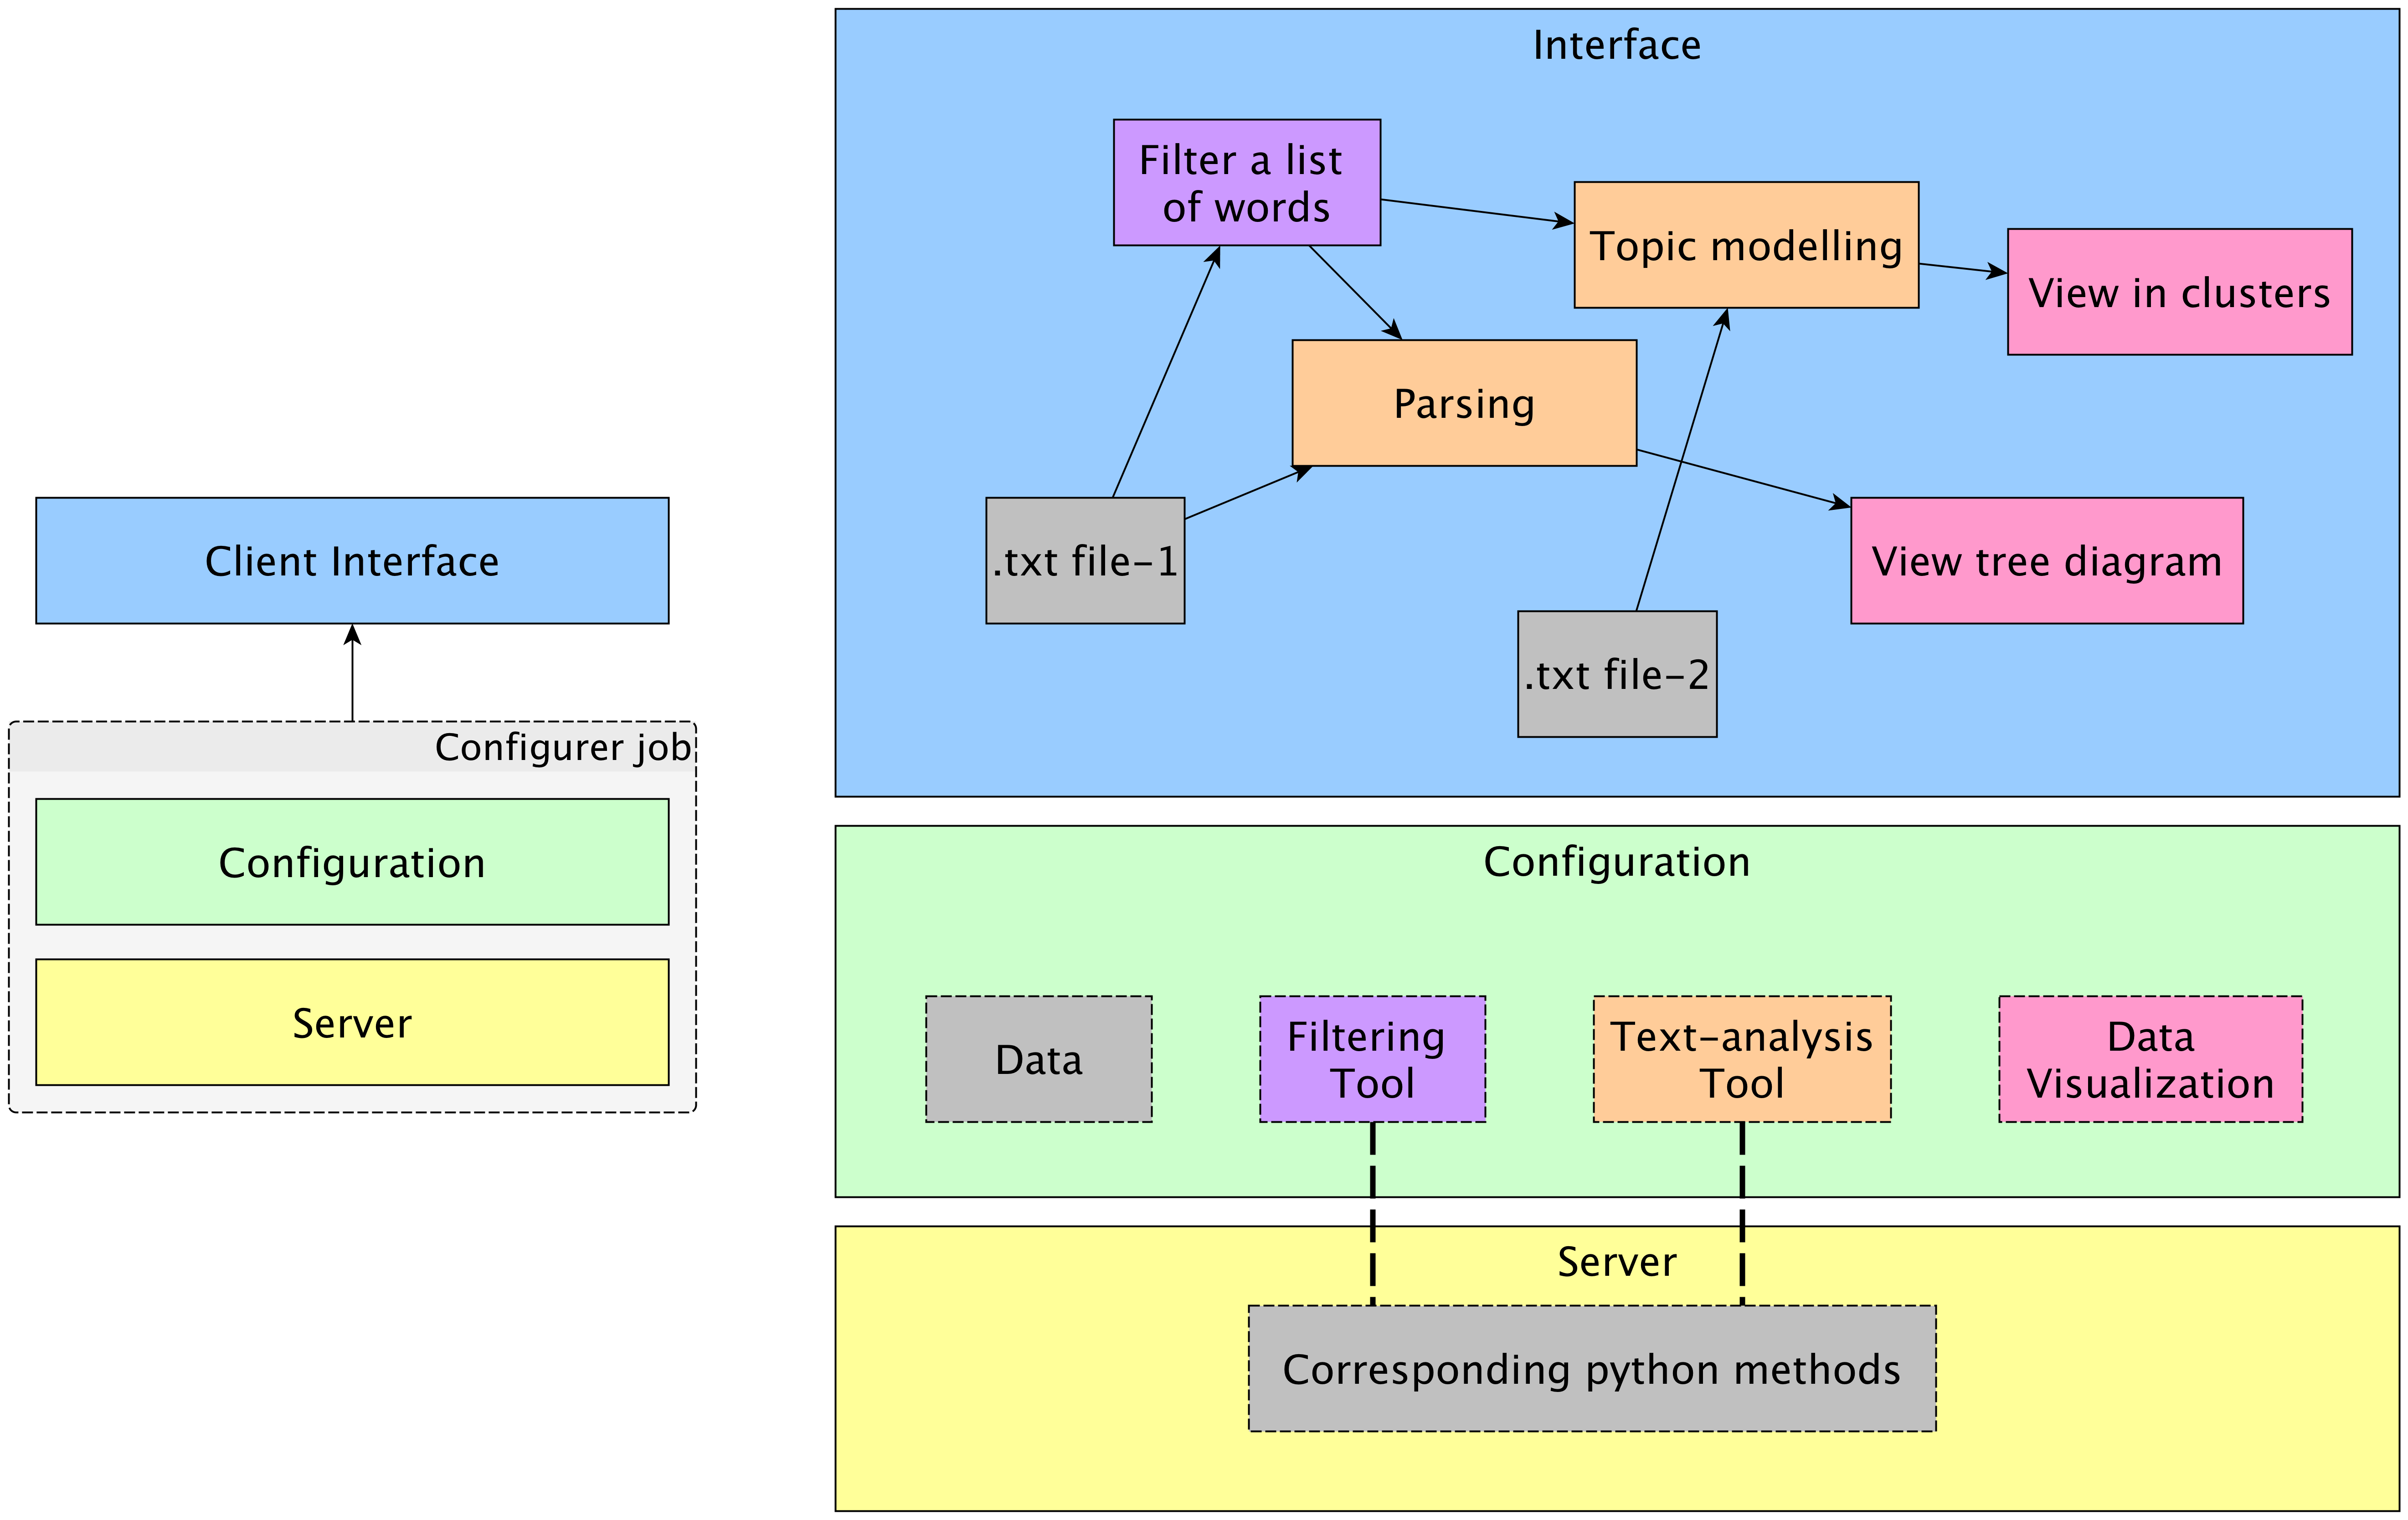 Client Interface
Configurer job
Configuration
Server
Interface
Filter a list
of words
Topic modelling
View in clusters
Parsing
.txt file-1
View tree diagram
.txt file-2
Configuration
Data
Filtering
Tool
Text-analysis
Tool
Data
Visualization
Server
Corresponding python methods